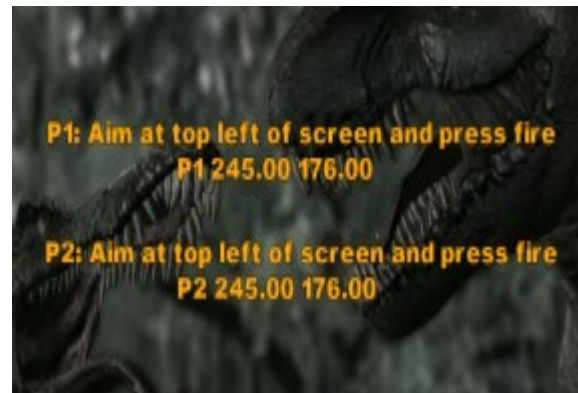 P1: Aim at top left of screen and press fire
P1 245.00 176.00
P2: Aim at top left of screen and press fire
P2 245.00 176.00